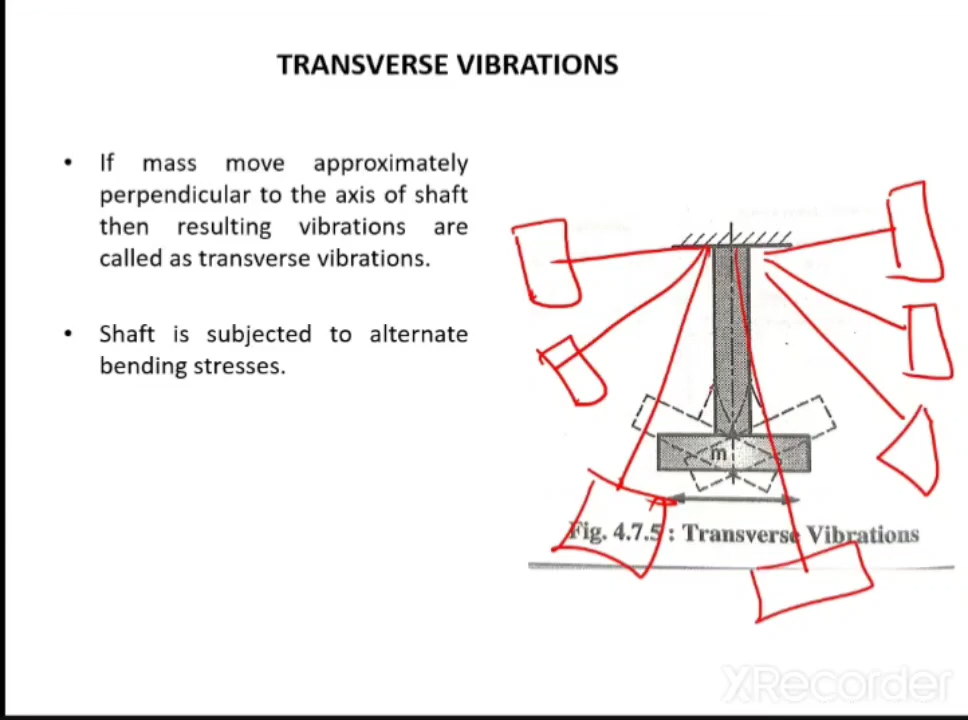 TRANSVERSE VIBRATIONS
• If mass move approximately
perpendicular to the axis of shaft
then resulting vibrations are
called as transverse vibrations.
• Shaft is subjected to alternate
bending stresses.
m
Fig. 4.7.5 : Transverse Vibrations
XRecorder